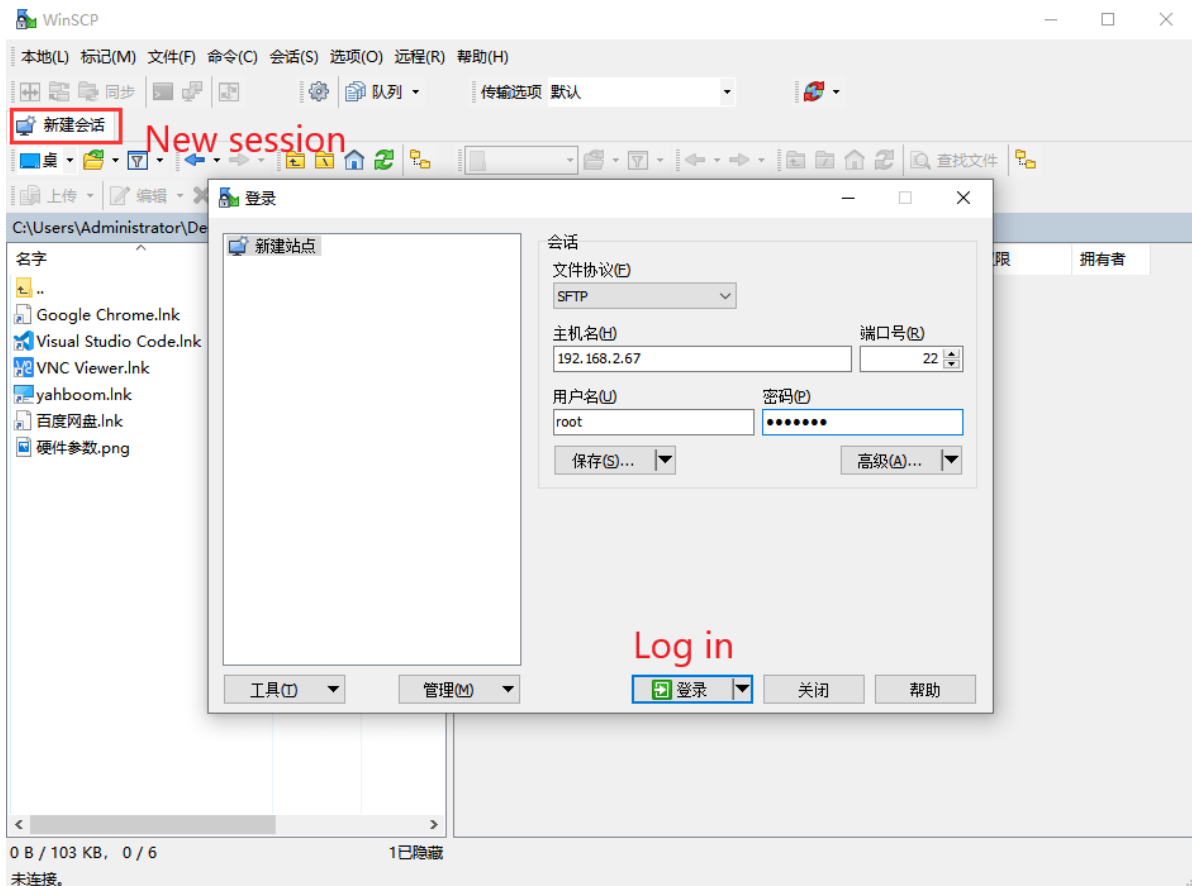 WinSCP
本地(L) 标记(M) 文件(F) 命令(C) 会话(S) 选项(O) 远程(R) 帮助(H)
同步 队列 传输选项 默认
新建会话
New session
桌 查找文件
上传 编辑
登录
C:\Users\Administrator\De
名字 限 拥有者
..
Google Chrome.lnk
Visual Studio Code.lnk
VNC Viewer.lnk
yahboom.lnk
百度网盘.lnk
硬件参数.png
新建站点
会话
文件协议(F)
SFTP
主机名(H) 端口号(R)
192.168.2.67 22
用户名(U) 密码(P)
root •••••••
保存(S)... 高级(A)...
Log in
工具(T) 管理(M) 登录 关闭 帮助
0 B / 103 KB, 0 / 6 1已隐藏
未连接。